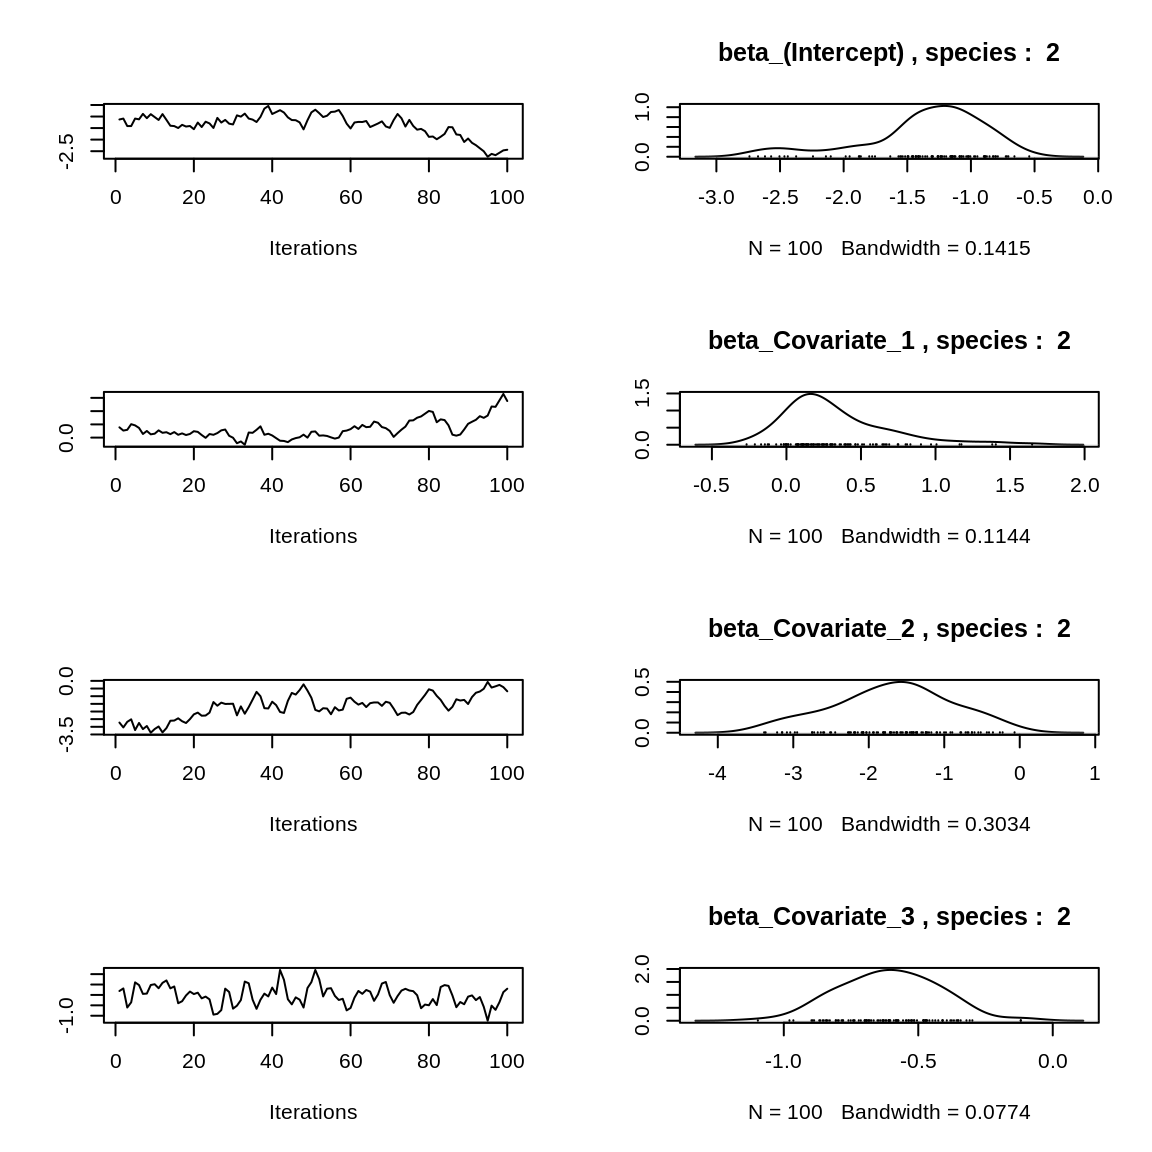 beta_(Intercept) , species :  2
-2.5
0 20 40 60 80 100
Iterations
0.0 1.0
-3.0 -2.5 -2.0 -1.5 -1.0 -0.5 0.0
N = 100   Bandwidth = 0.1415
beta_Covariate_1 , species :  2
0.0
0 20 40 60 80 100
Iterations
0.0 1.5
-0.5 0.0 0.5 1.0 1.5 2.0
N = 100   Bandwidth = 0.1144
beta_Covariate_2 , species :  2
-3.5 0.0
0 20 40 60 80 100
Iterations
0.0 0.5
-4 -3 -2 -1 0 1
N = 100   Bandwidth = 0.3034
beta_Covariate_3 , species :  2
-1.0
0 20 40 60 80 100
Iterations
0.0 2.0
-1.0 -0.5 0.0
N = 100   Bandwidth = 0.0774